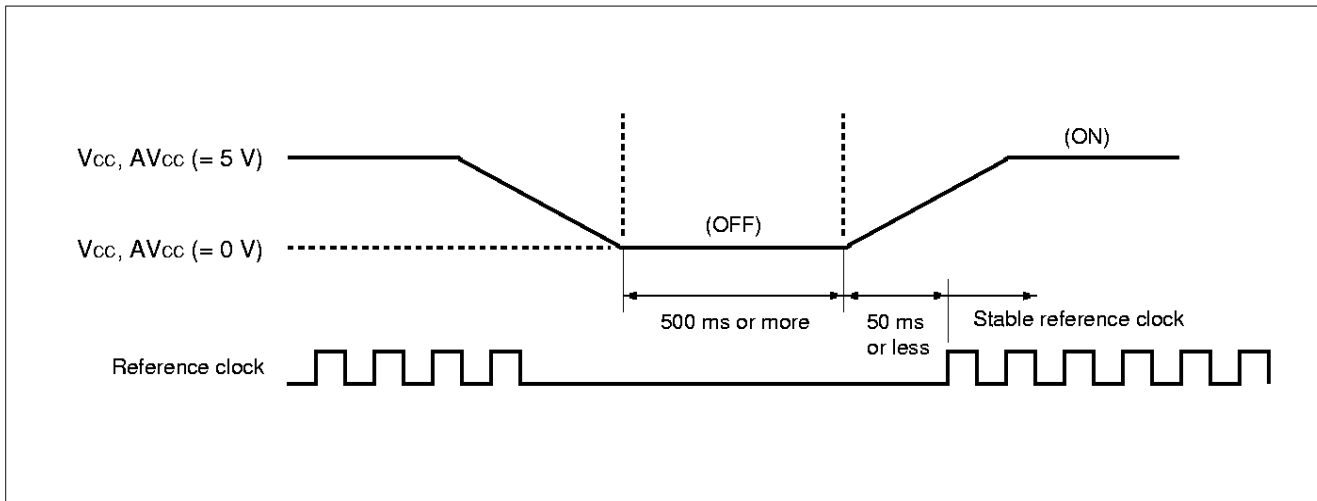 (ON)
Vcc, AVcc (= 5 V)
(OFF)
Vcc, AVcc (= 0 V)
500 ms or more
50 ms
or less
Stable reference clock
Reference clock